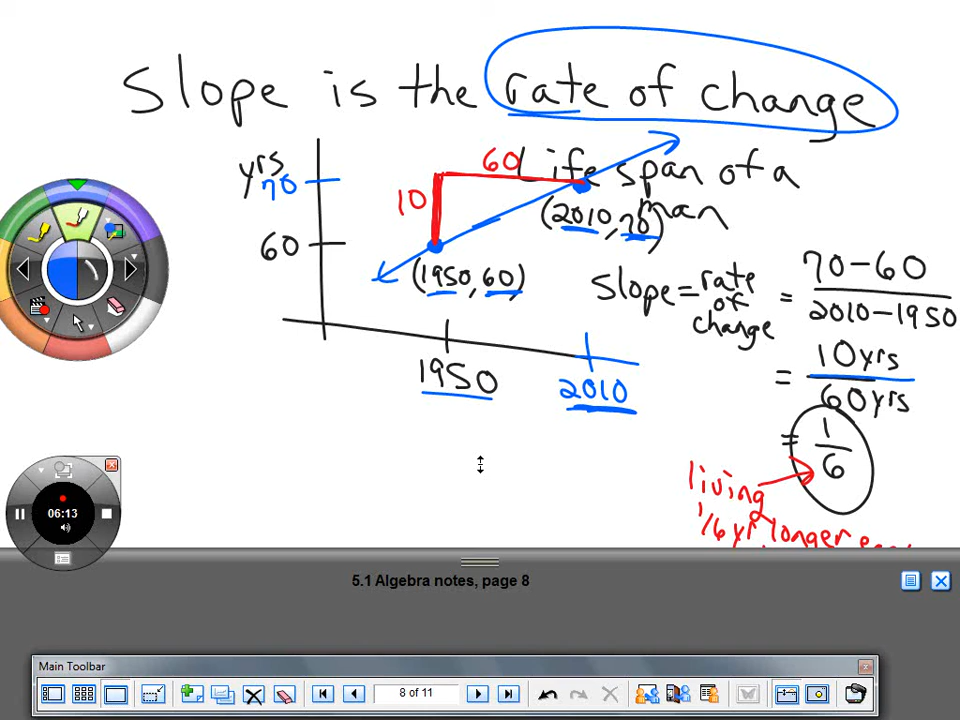 Slope is the rate of change
yrs
Life span of a
man
70
60
10
60
(2010, 70)
(1950, 60)
1950
2010
Slope = rate of change = 70-60
2010-1950
= 10yrs
60yrs
= 1
6
living
1/6 yr longer
06:13
5.1 Algebra notes, page 8
Main Toolbar
8 of 11